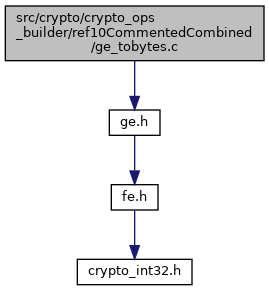 src/crypto/crypto_ops
_builder/ref10CommentedCombined
/ge_tobytes.c
ge.h
fe.h
crypto_int32.h